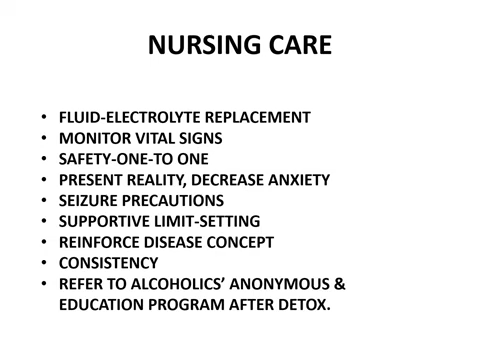 NURSING CARE
• FLUID-ELECTROLYTE REPLACEMENT
• MONITOR VITAL SIGNS
• SAFETY-ONE-TO ONE
• PRESENT REALITY, DECREASE ANXIETY
• SEIZURE PRECAUTIONS
• SUPPORTIVE LIMIT-SETTING
• REINFORCE DISEASE CONCEPT
• CONSISTENCY
• REFER TO ALCOHOLICS’ ANONYMOUS &
EDUCATION PROGRAM AFTER DETOX.